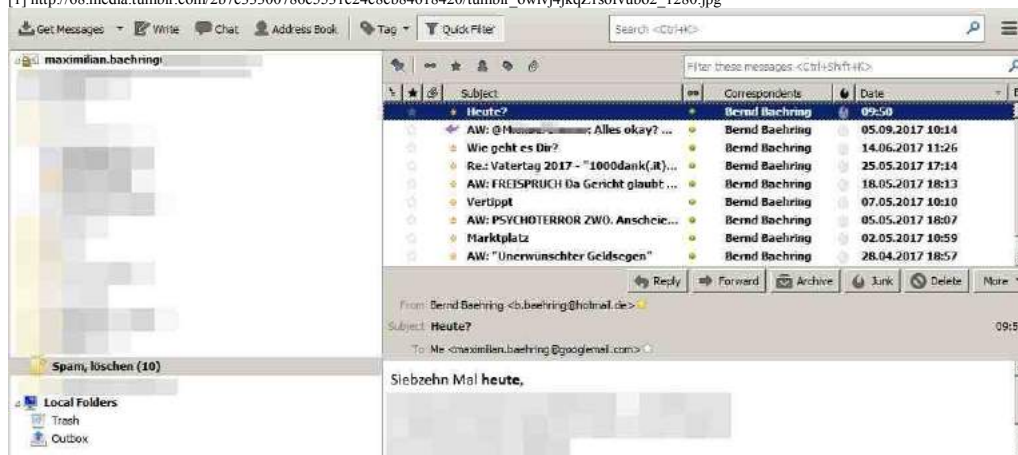 Get Messages Write Chat Address Book Tag Quick Filter Search <Ctrl+K>
maximilian.baehring
Filter these messages <Ctrl+Shift+K>
Subject Correspondents Date
Heute? Bernd Baehring 09:50
AW: @M : Alles okay? ... Bernd Baehring 05.09.2017 10:14
Wie geht es Dir? Bernd Baehring 14.06.2017 11:26
Re.: Vatertag 2017 - "1000dank(.it)... Bernd Baehring 25.05.2017 17:14
AW: FREISPRUCH Da Gericht glaubt ... Bernd Baehring 18.05.2017 18:13
Vertippt Bernd Baehring 07.05.2017 10:10
AW: PSYCHOTERROR ZWO. Anscheie... Bernd Baehring 05.05.2017 18:07
Marktplatz Bernd Baehring 02.05.2017 10:59
AW: "Unerwünschter Geldsegen" Bernd Baehring 28.04.2017 18:57
Reply Forward Archive Junk Delete More
From Bernd Baehring <b.baehring@hotmail.de>
Subject Heute? 09:5
To Me <maximilian.baehring@googlemail.com>
Spam, löschen (10)
Siebzehn Mal heute,
Local Folders
Trash
Outbox